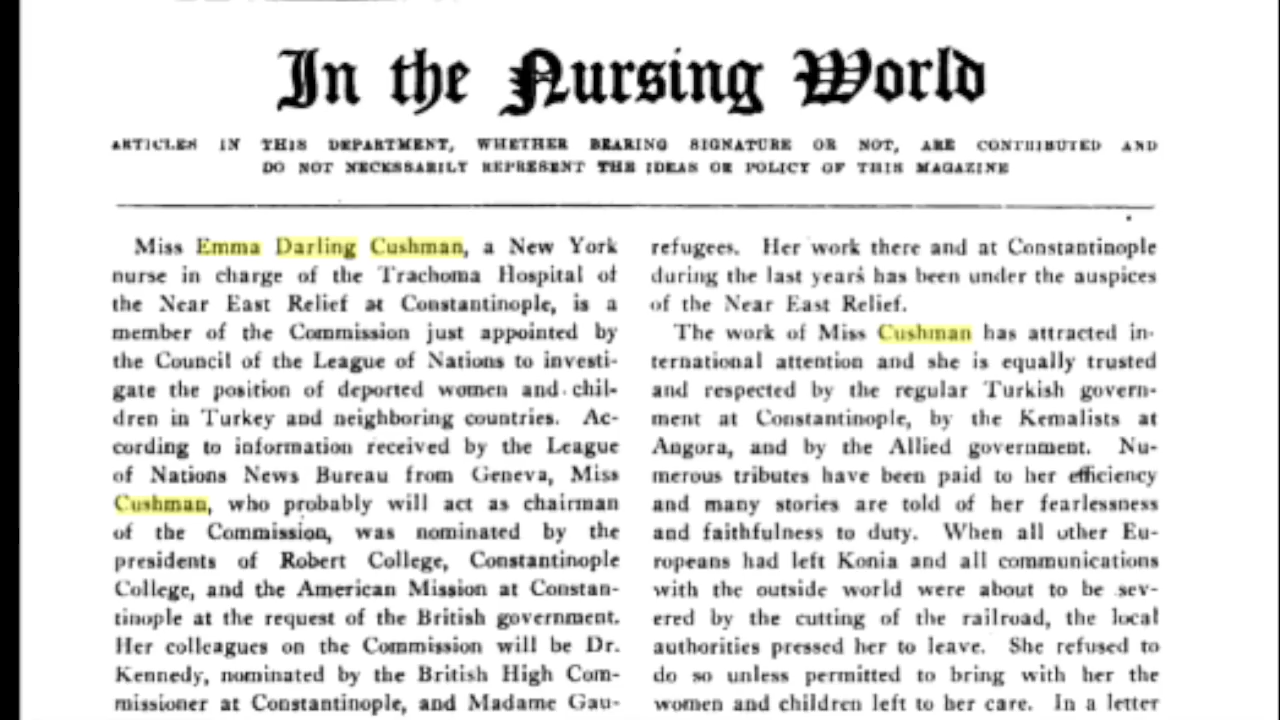 In the Nursing World
ARTICLES IN THIS DEPARTMENT, WHETHER BEARING SIGNATURE OR NOT, ARE CONTRIBUTED AND
DO NOT NECESSARILY REPRESENT THE IDEAS OR POLICY OF THIS MAGAZINE
Miss Emma Darling Cushman, a New York
nurse in charge of the Trachoma Hospital of
the Near East Relief at Constantinople, is a
member of the Commission just appointed by
the Council of the League of Nations to investi-
gate the position of deported women and chil-
dren in Turkey and neighboring countries. Ac-
cording to information received by the League
of Nations News Bureau from Geneva, Miss
Cushman, who probably will act as chairman
of the Commission, was nominated by the
presidents of Robert College, Constantinople
College, and the American Mission at Constan-
tinople at the request of the British government.
Her colleagues on the Commission will be Dr.
Kennedy, nominated by the British High Com-
missioner at Constantinople, and Madame Gau-
refugees. Her work there and at Constantinople
during the last years has been under the auspices
of the Near East Relief.
The work of Miss Cushman has attracted in-
ternational attention and she is equally trusted
and respected by the regular Turkish govern-
ment at Constantinople, by the Kemalists at
Angora, and by the Allied government. Nu-
merous tributes have been paid to her efficiency
and many stories are told of her fearlessness
and faithfulness to duty. When all other Eu-
ropeans had left Konia and all communications
with the outside world were about to be sev-
ered by the cutting of the railroad, the local
authorities pressed her to leave. She refused to
do so unless permitted to bring with her the
women and children left to her care. In a letter